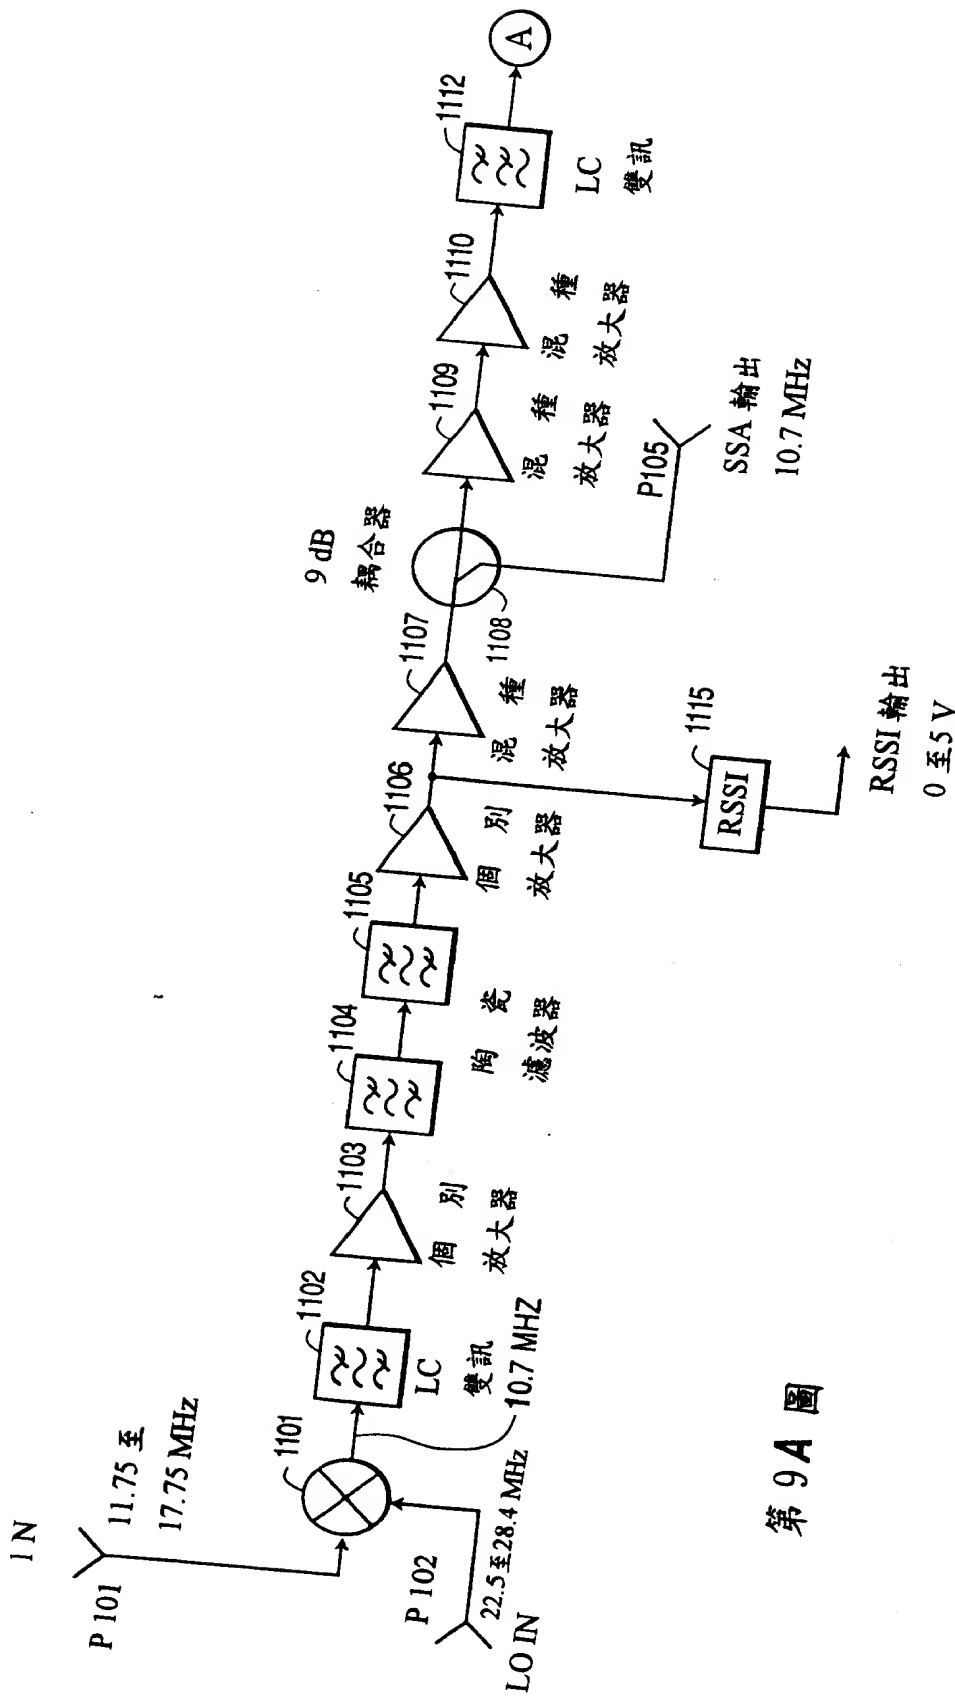 1 N
P 101
11.75 至
17.75 MHz
1101
P 102
22.5至28.4 MHz
LO IN
10.7 MHZ
1102
LC
雙訊
1103
個 別
放大器
1104
1105
陶 瓷
濾波器
1106
個 別
放大器
1115
RSSI
RSSI 輸出
0 至5 V
1107
混 種
放大器
9 dB
耦合器
1108
P105
SSA 輸出
10.7 MHz
1109
混 種
放大器
1110
混 種
放大器
1112
LC
雙訊
A
第 9A 圖